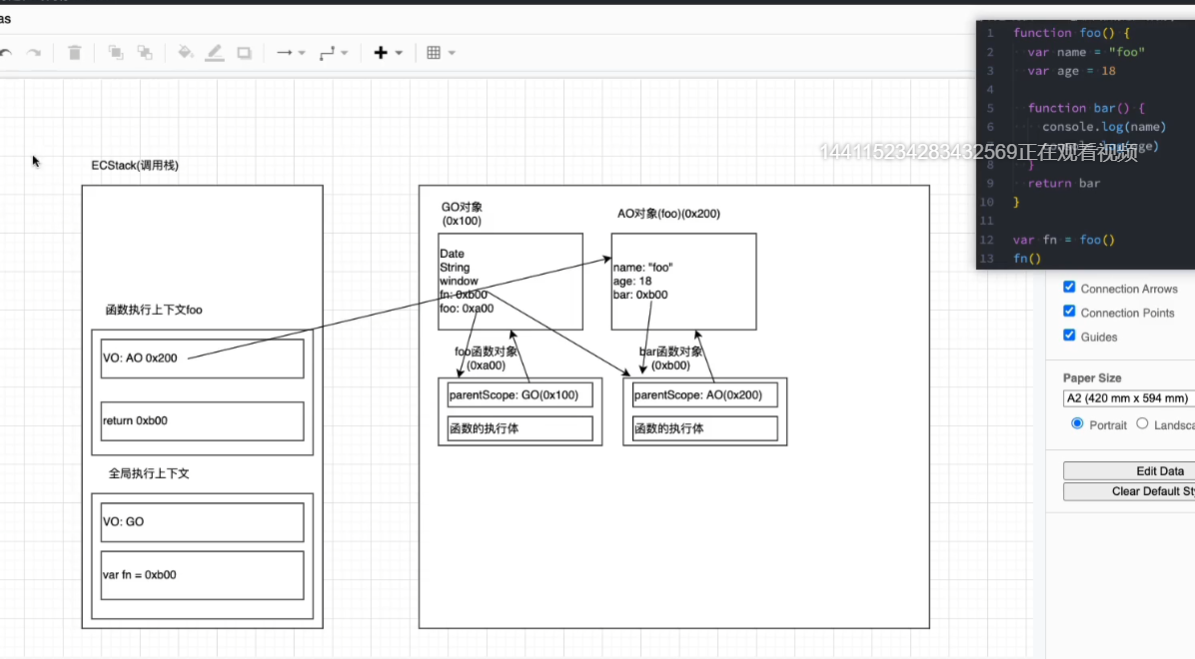 as
ECStack(调用栈)
函数执行上下文foo
VO: AO 0x200
return 0xb00
全局执行上下文
VO: GO
var fn = 0xb00
GO对象
(0x100)
Date
String
window
fn: 0xb00
foo: 0xa00
AO对象(foo)(0x200)
name: "foo"
age: 18
bar: 0xb00
foo函数对象
(0xa00)
parentScope: GO(0x100)
函数的执行体
bar函数对象
(0xb00)
parentScope: AO(0x200)
函数的执行体
1 function foo() {
2 var name = "foo"
3 var age = 18
4
5 function bar() {
6 console.log(name)
age)
144115234283432569正在观看视频
8 }
9 return bar
10 }
11
12 var fn = foo()
13 fn()
Connection Arrows
Connection Points
Guides
Paper Size
A2 (420 mm x 594 mm)
Portrait
Landsca
Edit Data
Clear Default Sty